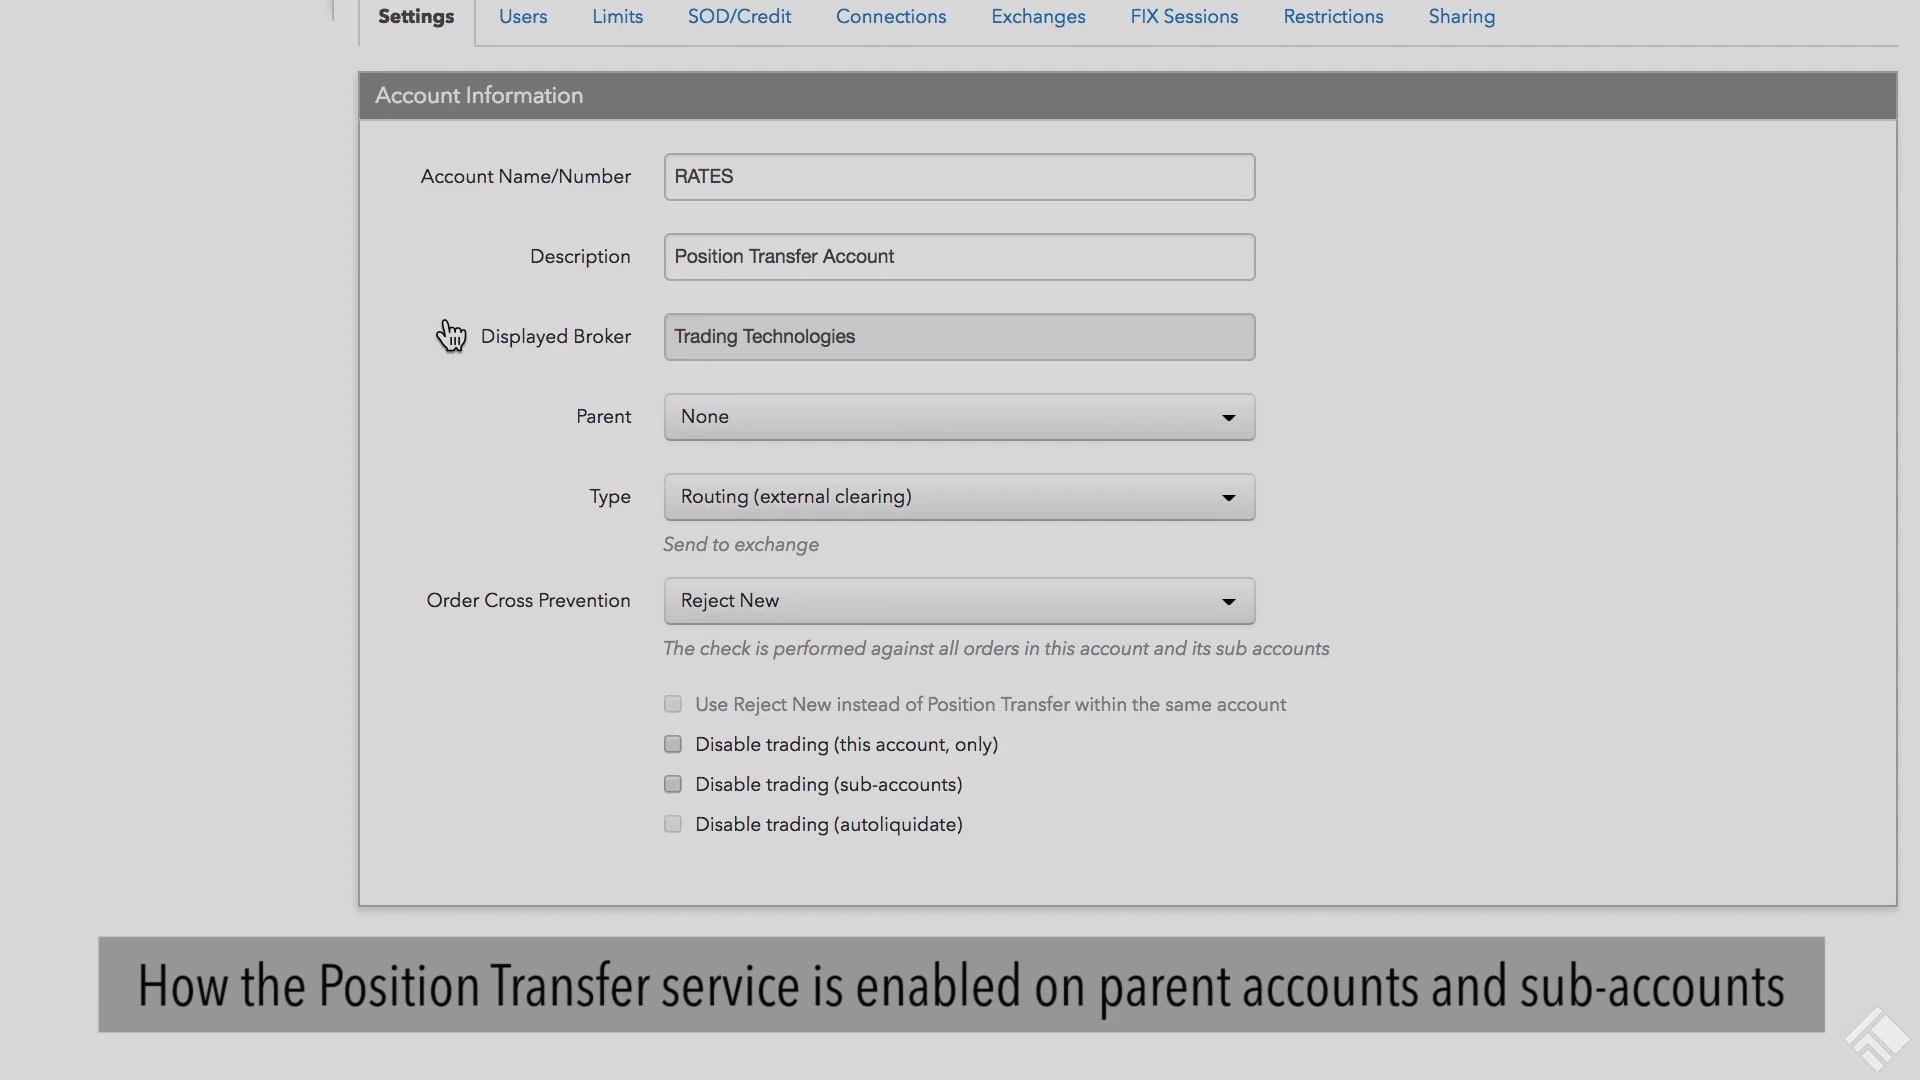 Settings Users Limits SOD/Credit Connections Exchanges FIX Sessions Restrictions Sharing
Account Information
Account Name/Number RATES
Description Position Transfer Account
Displayed Broker Trading Technologies
Parent None
Type Routing (external clearing)
Send to exchange
Order Cross Prevention Reject New
The check is performed against all orders in this account and its sub accounts
Use Reject New instead of Position Transfer within the same account
Disable trading (this account, only)
Disable trading (sub-accounts)
Disable trading (autoliquidate)
How the Position Transfer service is enabled on parent accounts and sub-accounts